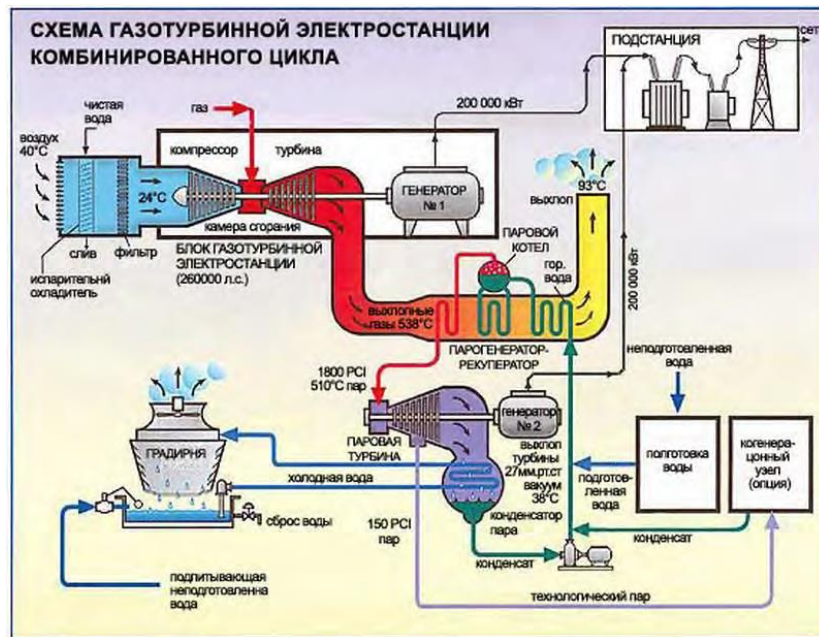 СХЕМА ГАЗОТУРБИННОЙ ЭЛЕКТРОСТАНЦИИ
КОМБИНИРОВАННОГО ЦИКЛА
ПОДСТАНЦИЯ
сет
чистая
вода
газ
200 000 кВт
воздух
40°C
компрессор
турбина
24°C
ГЕНЕРАТОР
№ 1
93°C
выхлоп
камера сгорания
слив
фильтр
испарительнй
охладитель
БЛОК ГАЗОТУРБИННОЙ
ЭЛЕКТРОСТАНЦИИ
(260000 л.с.)
ПАРОВОЙ
КОТЕЛ
гор.
вода
200 000 кВт
выхлопные
газы 538°C
ПАРОГЕНЕРАТОР-
РЕКУПЕРАТОР
1800 PCI
510°C пар
неподготовленная
вода
генератор
№ 2
ПАРОВАЯ
ТУРБИНА
ГРАДИРНЯ
выхлоп
турбины
27мм.рт.ст
вакуум
38°C
полготовка
воды
когенера-
цонный
узел
(опция)
холодная вода
подготов-
ленная
вода
сброс воды
150 PCI
пар
конденсатор
пара
конденсат
конденсат
подпитывающая
неподготовленна
вода
технологический пар